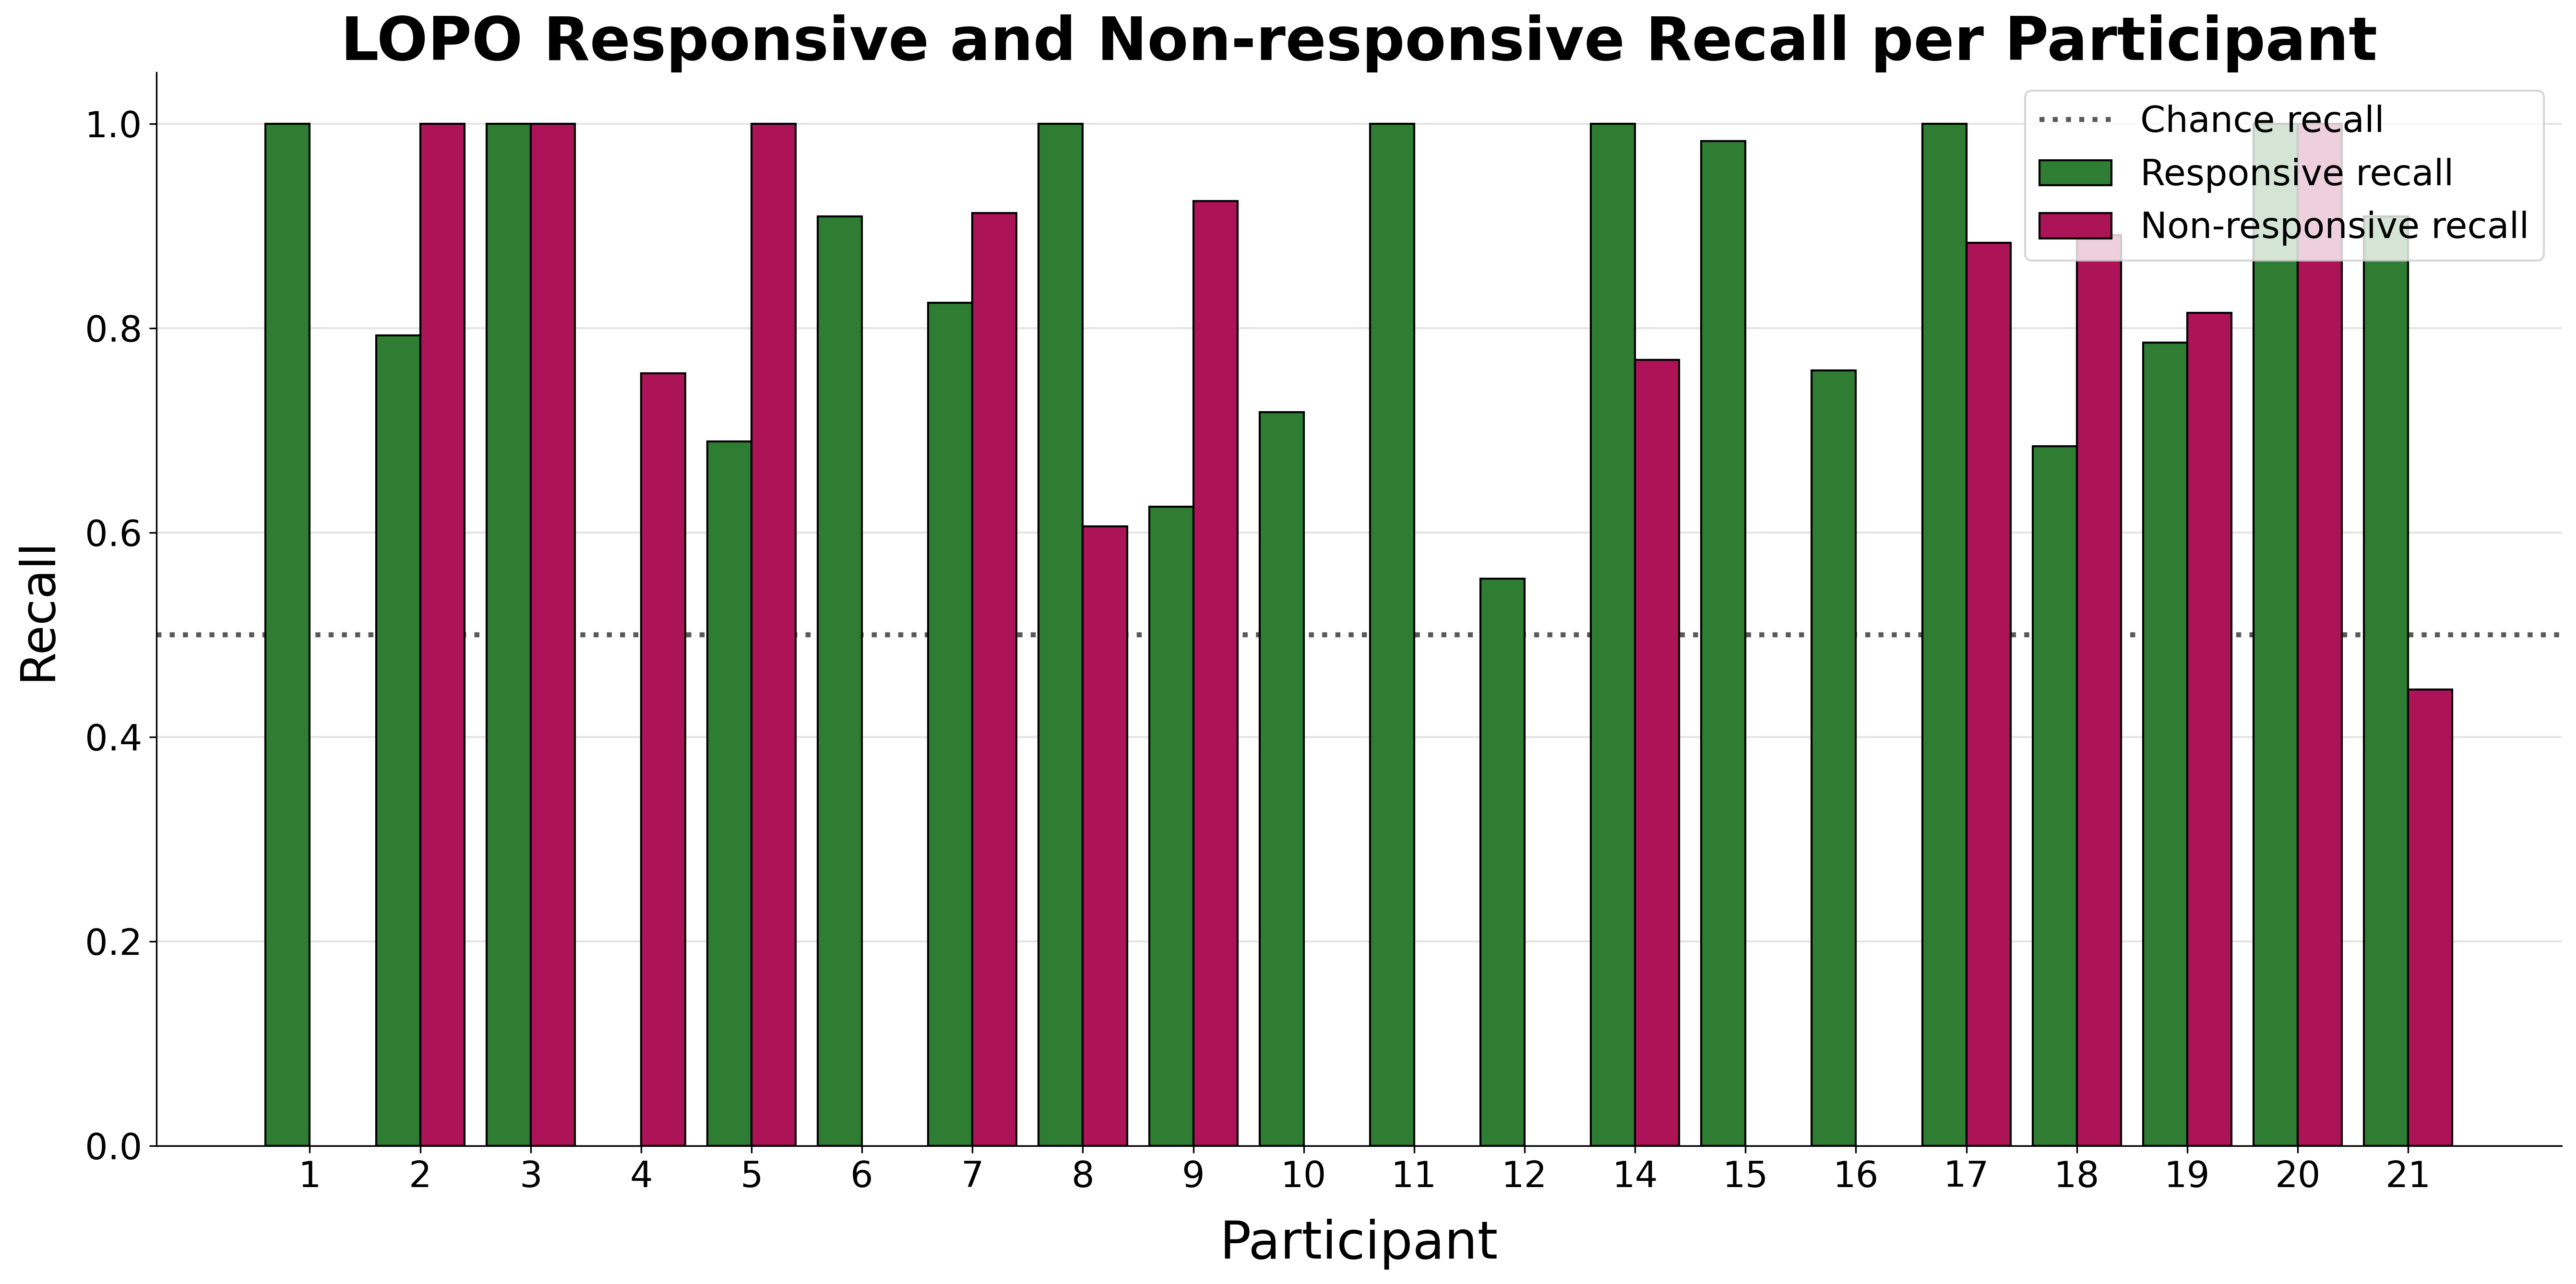 LOPO Responsive and Non-responsive Recall per Participant
Chance recall
Responsive recall
Non-responsive recall
1.0
0.8
0.6
0.4
0.2
0.0
Recall
1 2 3 4 5 6 7 8 9 10 11 12 14 15 16 17 18 19 20 21
Participant